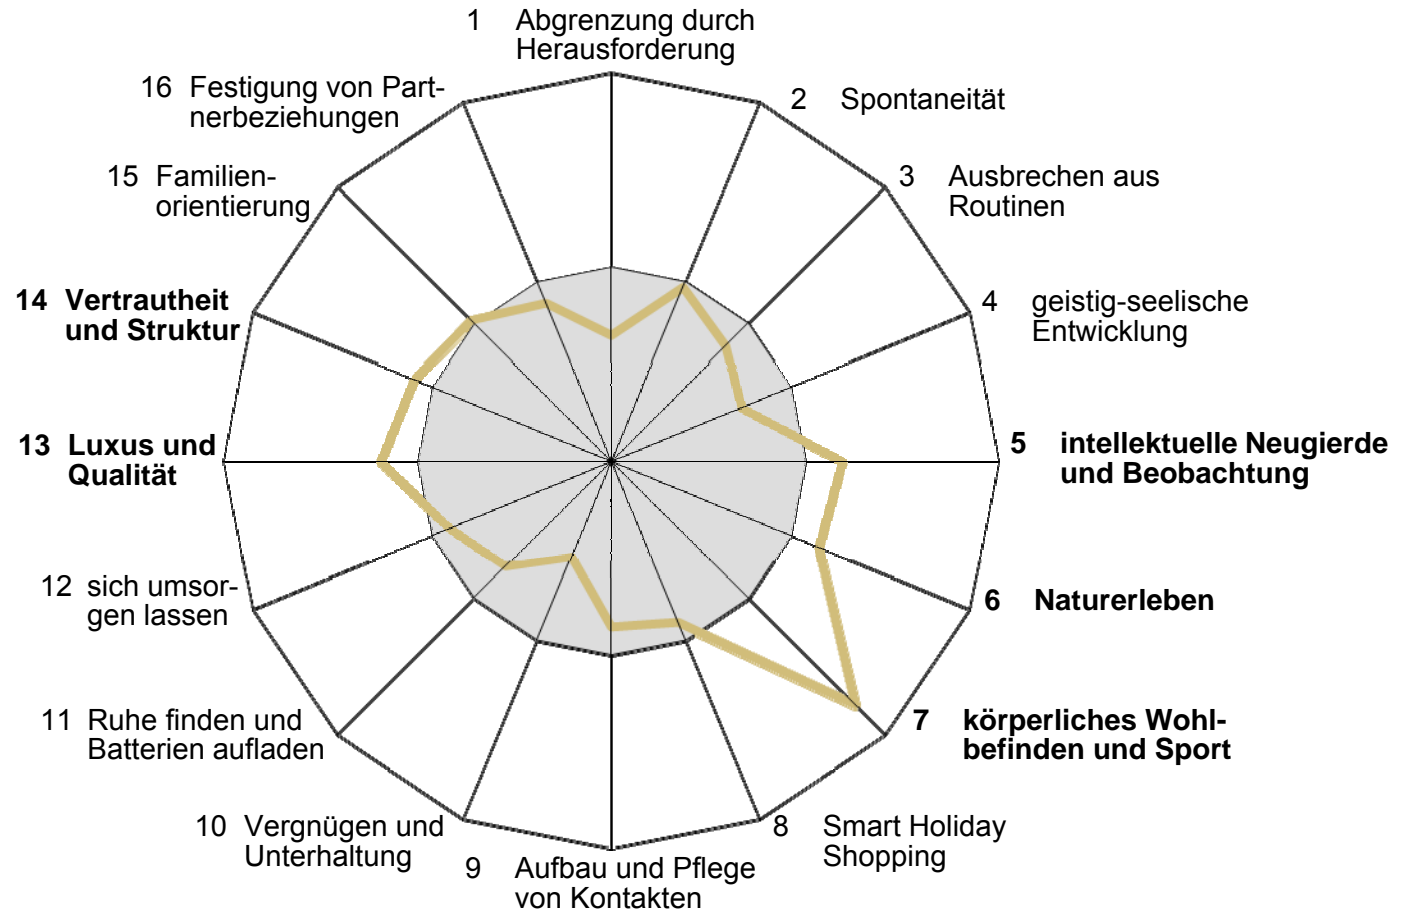 1 Abgrenzung durch
Herausforderung
2 Spontaneität
3 Ausbrechen aus
Routinen
4 geistig-seelische
Entwicklung
5 intellektuelle Neugierde
und Beobachtung
6 Naturerleben
7 körperliches Wohl-
befinden und Sport
8 Smart Holiday
Shopping
9 Aufbau und Pflege
von Kontakten
10 Vergnügen und
Unterhaltung
11 Ruhe finden und
Batterien aufladen
12 sich umsor-
gen lassen
13 Luxus und
Qualität
14 Vertrautheit
und Struktur
15 Familien-
orientierung
16 Festigung von Part-
nerbeziehungen